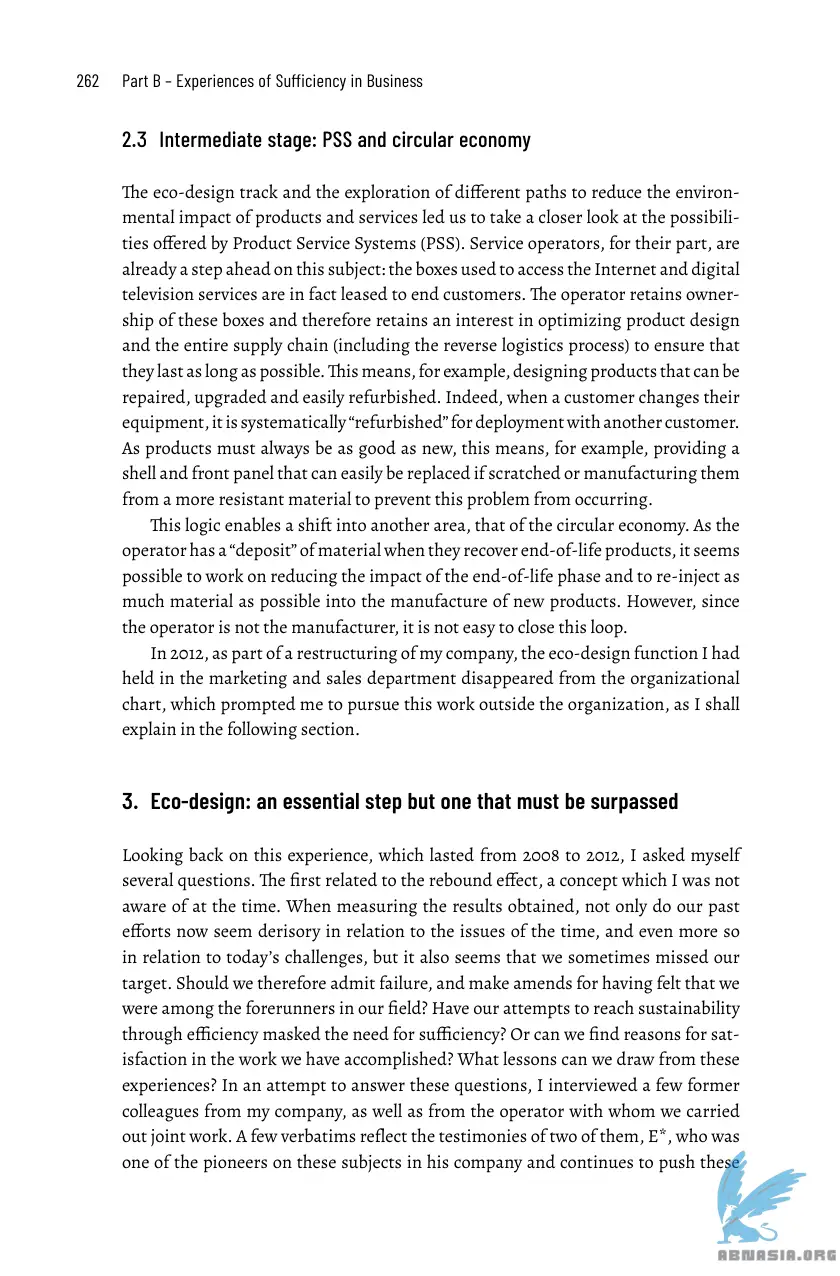 262 Part B – Experiences of Sufficiency in Business
2.3 Intermediate stage: PSS and circular economy
The eco-design track and the exploration of different paths to reduce the environ-
mental impact of products and services led us to take a closer look at the possibili-
ties offered by Product Service Systems (PSS). Service operators, for their part, are
already a step ahead on this subject: the boxes used to access the Internet and digital
television services are in fact leased to end customers. The operator retains owner-
ship of these boxes and therefore retains an interest in optimizing product design
and the entire supply chain (including the reverse logistics process) to ensure that
they last as long as possible. This means, for example, designing products that can be
repaired, upgraded and easily refurbished. Indeed, when a customer changes their
equipment, it is systematically “refurbished” for deployment with another customer.
As products must always be as good as new, this means, for example, providing a
shell and front panel that can easily be replaced if scratched or manufacturing them
from a more resistant material to prevent this problem from occurring.
This logic enables a shift into another area, that of the circular economy. As the
operator has a “deposit” of material when they recover end-of-life products, it seems
possible to work on reducing the impact of the end-of-life phase and to re-inject as
much material as possible into the manufacture of new products. However, since
the operator is not the manufacturer, it is not easy to close this loop.
In 2012, as part of a restructuring of my company, the eco-design function I had
held in the marketing and sales department disappeared from the organizational
chart, which prompted me to pursue this work outside the organization, as I shall
explain in the following section.
3. Eco-design: an essential step but one that must be surpassed
Looking back on this experience, which lasted from 2008 to 2012, I asked myself
several questions. The first related to the rebound effect, a concept which I was not
aware of at the time. When measuring the results obtained, not only do our past
efforts now seem derisory in relation to the issues of the time, and even more so
in relation to today’s challenges, but it also seems that we sometimes missed our
target. Should we therefore admit failure, and make amends for having felt that we
were among the forerunners in our field? Have our attempts to reach sustainability
through efficiency masked the need for sufficiency? Or can we find reasons for sat-
isfaction in the work we have accomplished? What lessons can we draw from these
experiences? In an attempt to answer these questions, I interviewed a few former
colleagues from my company, as well as from the operator with whom we carried
out joint work. A few verbatims reflect the testimonies of two of them, E*, who was
one of the pioneers on these subjects in his company and continues to push these
ABNASIA.ORG